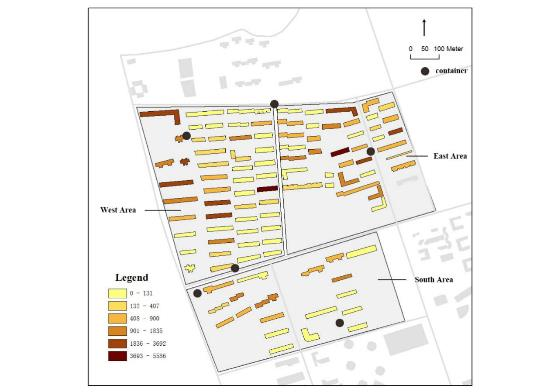 0 50 100 Meter
container
East Area
West Area
South Area
Legend
0 - 131
132 - 407
408 - 900
901 - 1835
1836 - 3692
3693 - 5536